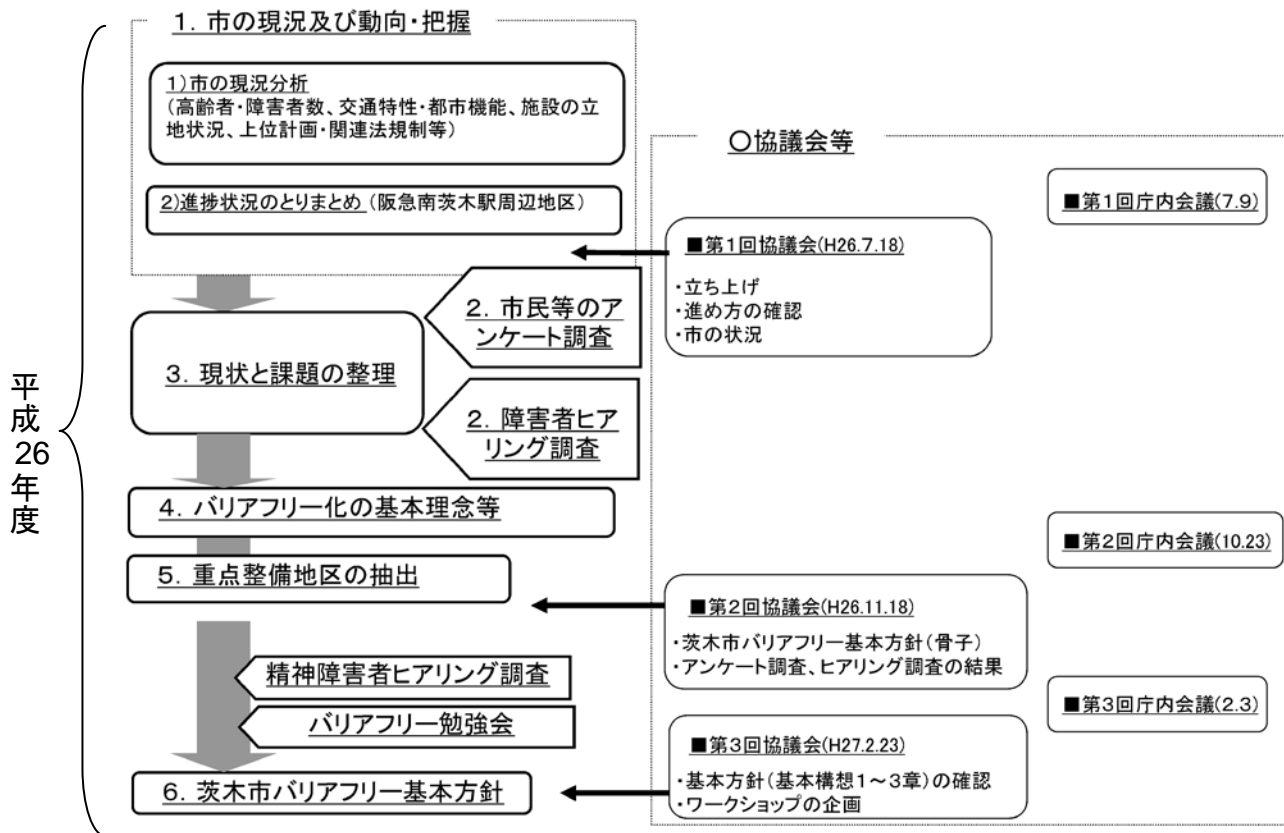 平成26年度
1. 市の現況及び動向・把握
1)市の現況分析
(高齢者・障害者数、交通特性・都市機能、施設の立
地状況、上位計画・関連法規制等)
2)進捗状況のとりまとめ (阪急南茨木駅周辺地区)
2. 市民等のア
ンケート調査
3. 現状と課題の整理
2. 障害者ヒア
リング調査
4. バリアフリー化の基本理念等
5. 重点整備地区の抽出
精神障害者ヒアリング調査
バリアフリー勉強会
6. 茨木市バリアフリー基本方針
○協議会等
■第1回庁内会議(7.9)
■第1回協議会(H26.7.18)
・立ち上げ
・進め方の確認
・市の状況
■第2回庁内会議(10.23)
■第2回協議会(H26.11.18)
・茨木市バリアフリー基本方針(骨子)
・アンケート調査、ヒアリング調査の結果
■第3回庁内会議(2.3)
■第3回協議会(H27.2.23)
・基本方針(基本構想1~3章)の確認
・ワークショップの企画